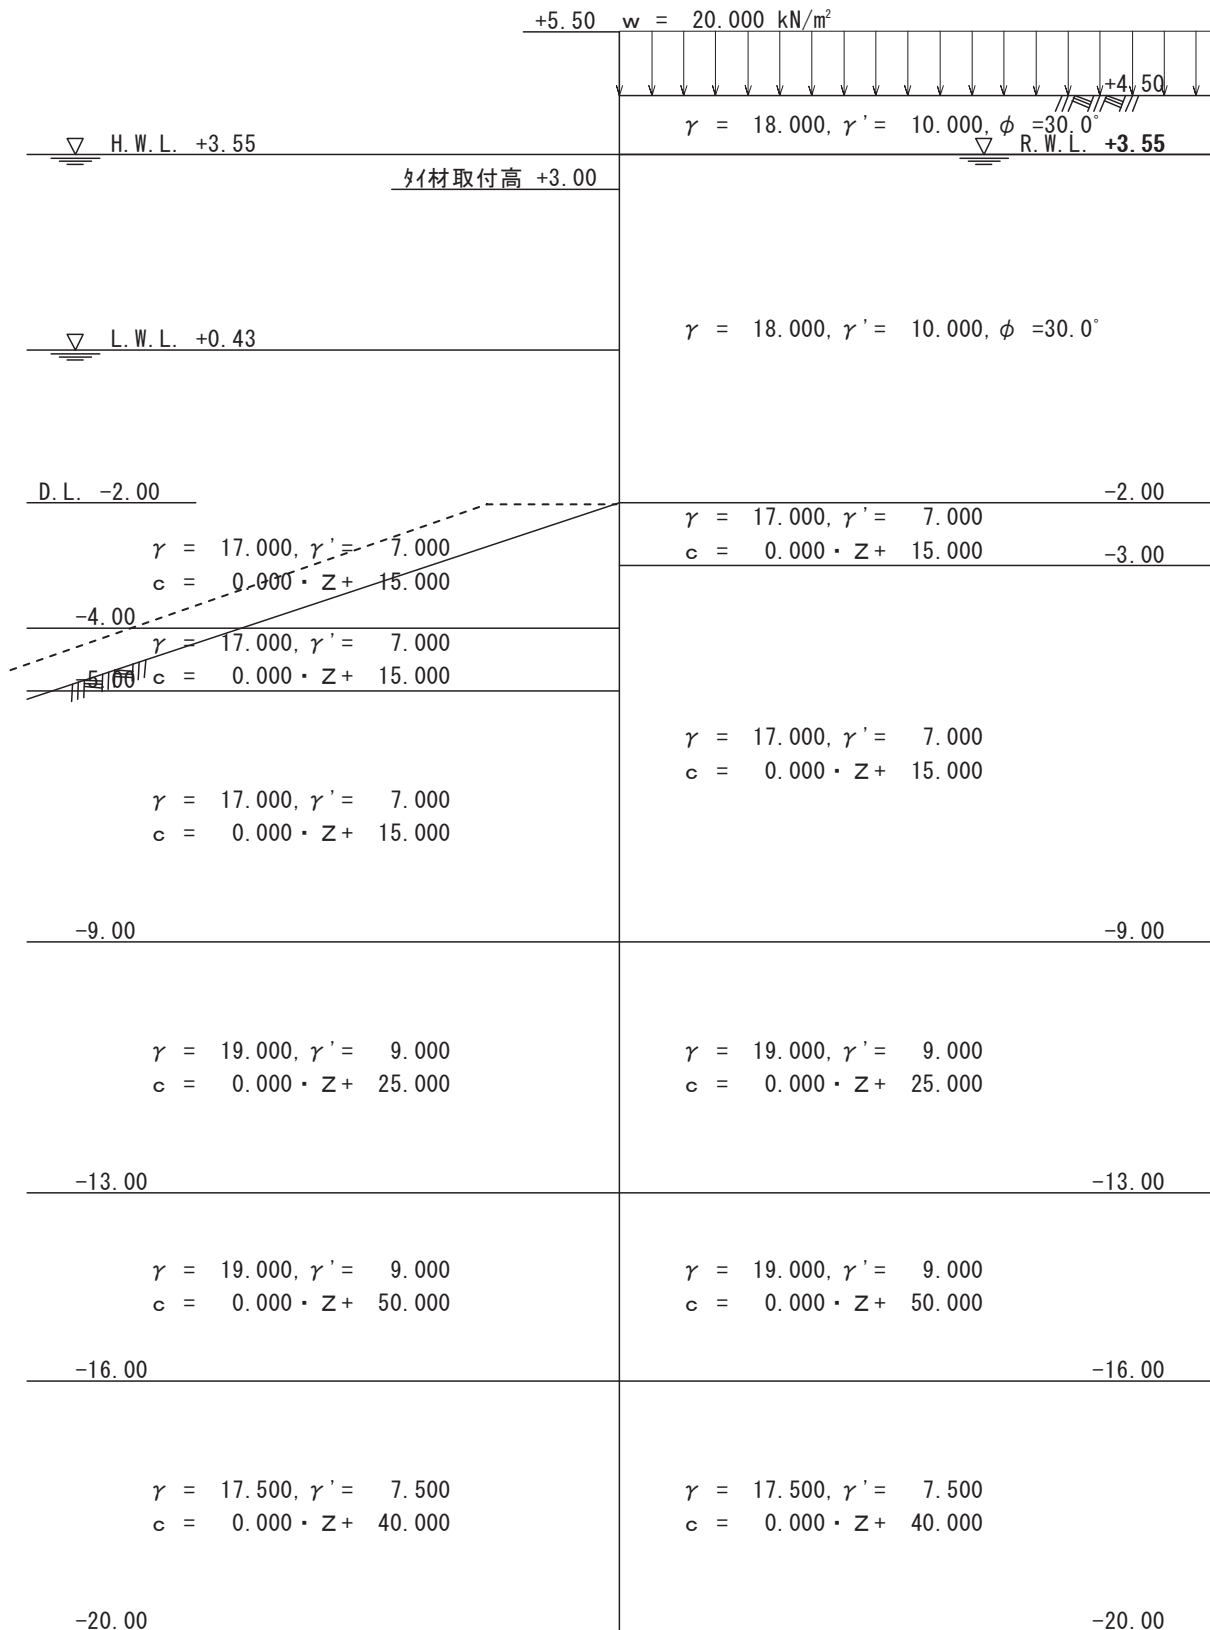 +5.50 w = 20.000 kN/m²
+4.50
γ = 18.000, γ'= 10.000, φ =30.0°
H.W.L. +3.55
R.W.L. +3.55
ﾀｲ材取付高 +3.00
γ = 18.000, γ'= 10.000, φ =30.0°
L.W.L. +0.43
D.L. -2.00
-2.00
γ = 17.000, γ'= 7.000
c = 0.000・Z+ 15.000
-3.00
γ = 17.000, γ'= 7.000
c = 0.000・Z+ 15.000
-4.00
γ = 17.000, γ'= 7.000
c = 0.000・Z+ 15.000
-5.00
γ = 17.000, γ'= 7.000
c = 0.000・Z+ 15.000
γ = 17.000, γ'= 7.000
c = 0.000・Z+ 15.000
-9.00
-9.00
γ = 19.000, γ'= 9.000
c = 0.000・Z+ 25.000
γ = 19.000, γ'= 9.000
c = 0.000・Z+ 25.000
-13.00
-13.00
γ = 19.000, γ'= 9.000
c = 0.000・Z+ 50.000
γ = 19.000, γ'= 9.000
c = 0.000・Z+ 50.000
-16.00
-16.00
γ = 17.500, γ'= 7.500
c = 0.000・Z+ 40.000
γ = 17.500, γ'= 7.500
c = 0.000・Z+ 40.000
-20.00
-20.00